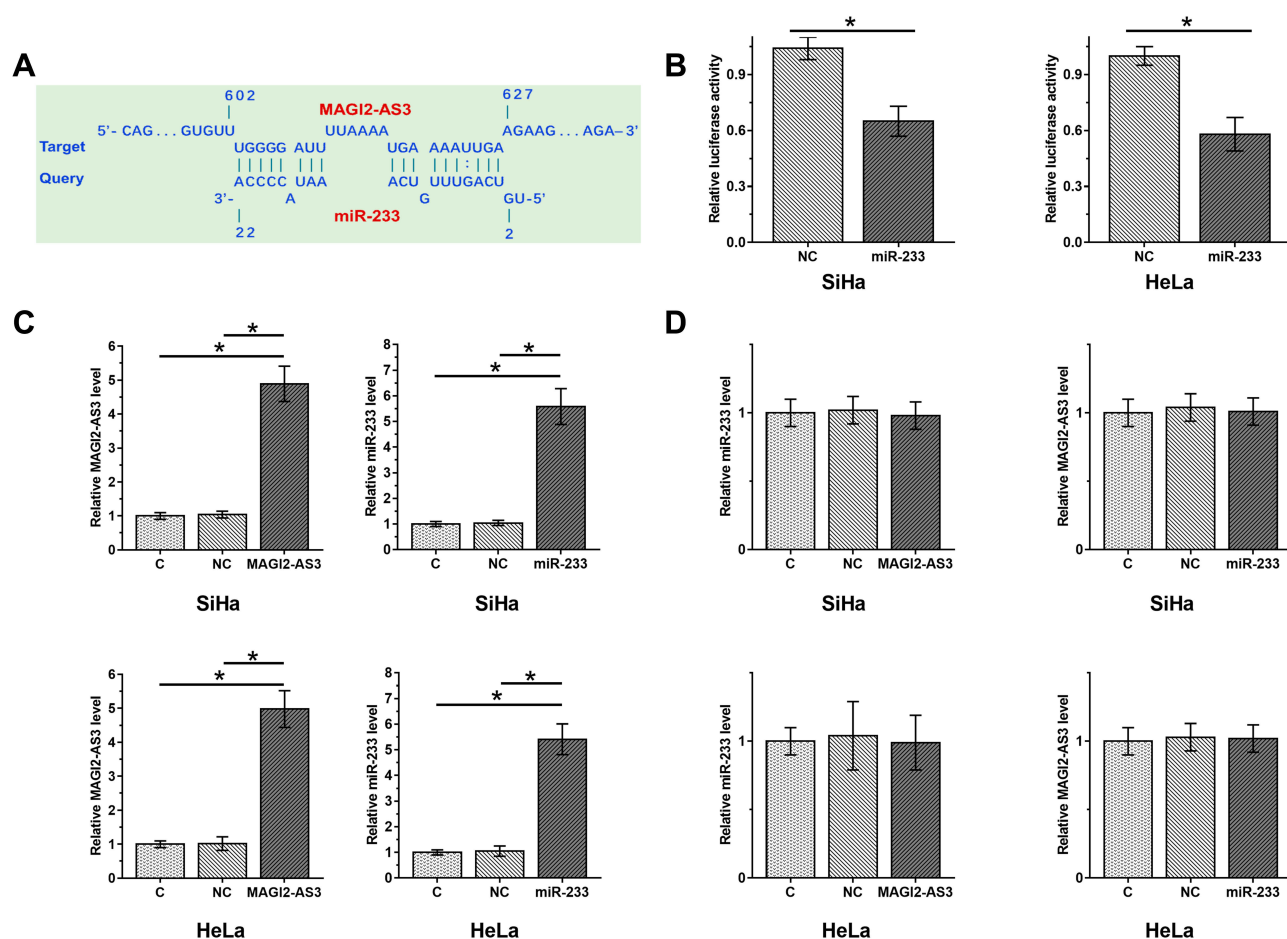 A
602
627
MAGI2-AS3
5'- CAG...GUGUU UUAAAA AGAAG...AGA–3'
Target UGGGG AUU UGA AAAUUGA
| | | | | | | | | | | | | | : | |
Query ACCCC UAA ACU UUUGACU
3'- A G GU-5'
miR-233
22
2
B
*
Relative luciferase activity
0.9
0.6
0.3
0.0
NC miR-233
SiHa
*
Relative luciferase activity
0.9
0.6
0.3
0.0
NC miR-233
HeLa
C
*
*
Relative MAGI2-AS3 level
6
5
4
3
2
1
0
C NC MAGI2-AS3
SiHa
*
*
Relative miR-233 level
8
7
6
5
4
3
2
1
0
C NC miR-233
SiHa
*
*
Relative MAGI2-AS3 level
6
5
4
3
2
1
0
C NC MAGI2-AS3
HeLa
*
*
Relative miR-233 level
8
7
6
5
4
3
2
1
0
C NC miR-233
HeLa
D
Relative miR-233 level
1
0
C NC MAGI2-AS3
SiHa
Relative MAGI2-AS3 level
1
0
C NC miR-233
SiHa
Relative miR-233 level
1
0
C NC MAGI2-AS3
HeLa
Relative MAGI2-AS3 level
1
0
C NC miR-233
HeLa